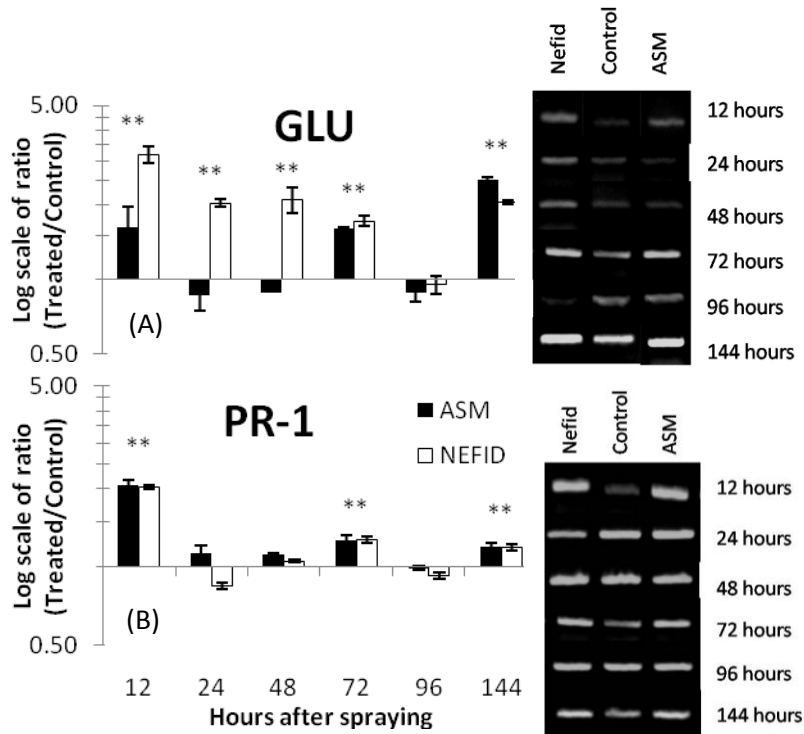 5.00
GLU
** ** ** ** **
Log scale of ratio
(Treated/Control)
(A)
0.50
Nefid Control ASM
12 hours
24 hours
48 hours
72 hours
96 hours
144 hours
5.00
PR-1
** ** **
ASM
NEFID
Log scale of ratio
(Treated/Control)
(B)
0.50
12 24 48 72 96 144
Hours after spraying
Nefid Control ASM
12 hours
24 hours
48 hours
72 hours
96 hours
144 hours